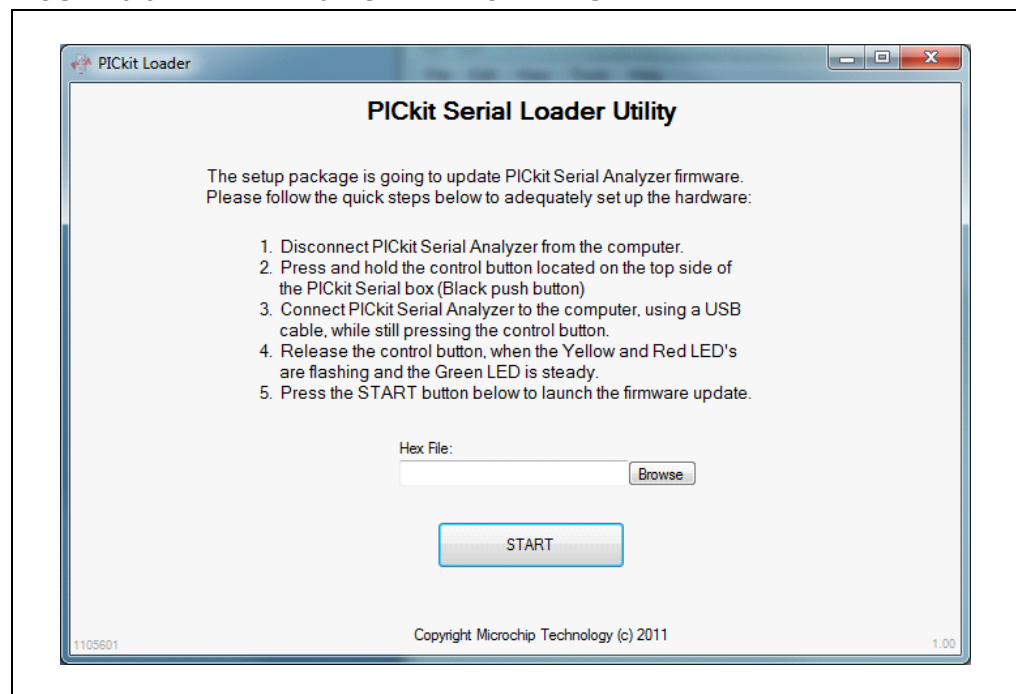 PICkit Loader
PICkit Serial Loader Utility
The setup package is going to update PICkit Serial Analyzer firmware.
Please follow the quick steps below to adequately set up the hardware:
1. Disconnect PICkit Serial Analyzer from the computer.
2. Press and hold the control button located on the top side of
the PICkit Serial box (Black push button)
3. Connect PICkit Serial Analyzer to the computer, using a USB
cable, while still pressing the control button.
4. Release the control button, when the Yellow and Red LED's
are flashing and the Green LED is steady.
5. Press the START button below to launch the firmware update.
Hex File:
Browse
START
1105601
Copyright Microchip Technology (c) 2011
1.00